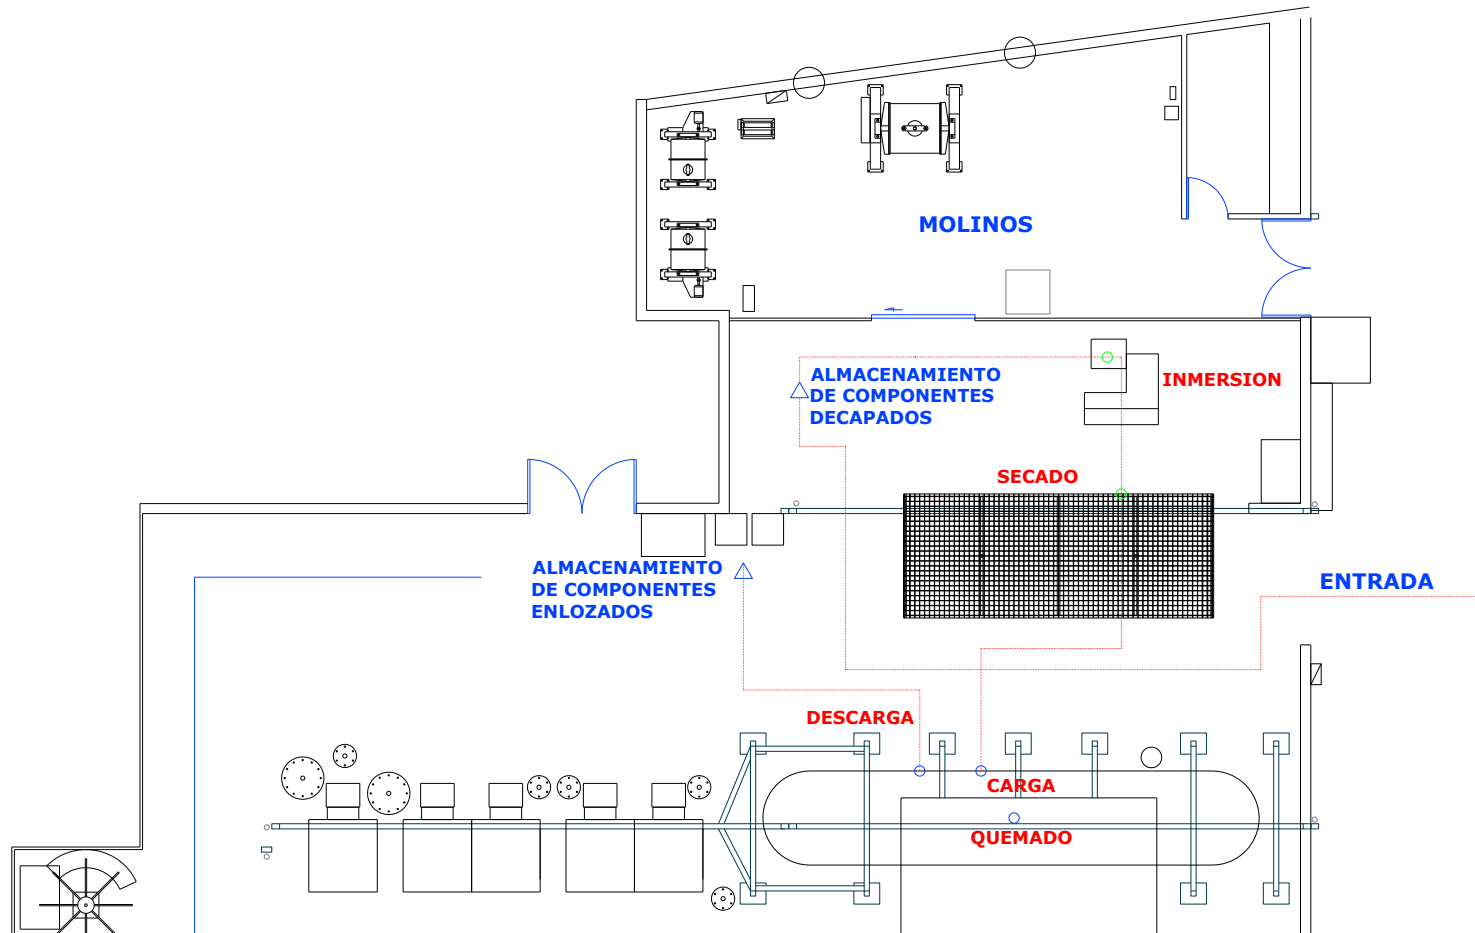 MOLINOS
ALMACENAMIENTO
DE COMPONENTES
DECAPADOS
INMERSION
SECADO
ALMACENAMIENTO
DE COMPONENTES
ENLOZADOS
ENTRADA
DESCARGA
CARGA
QUEMADO